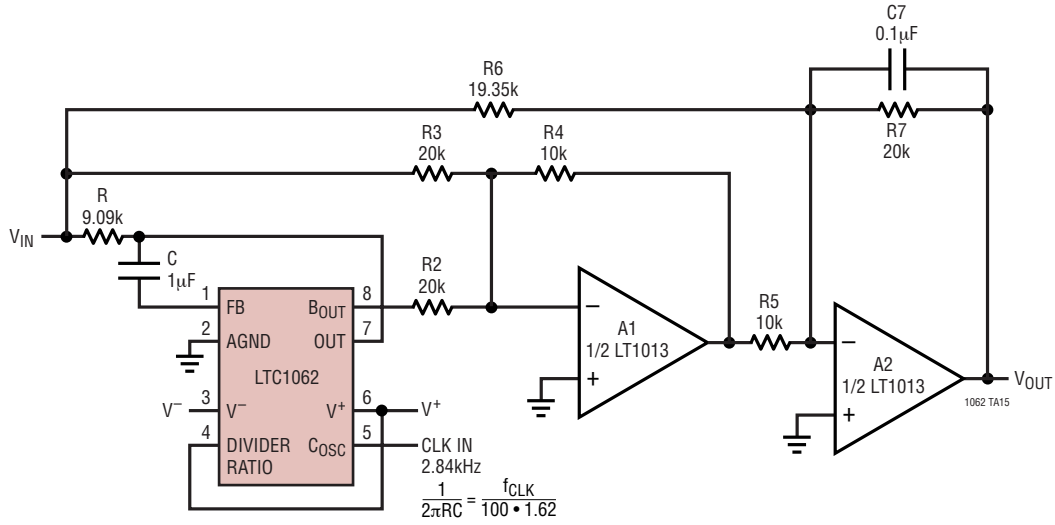 C7
0.1µF
R6
19.35k
R7
20k
R3
20k
R4
10k
R
9.09k
VIN
C
1µF
R2
20k
1
FB
BOUT
8
2
AGND
OUT
7
LTC1062
3
V–
V–
V+
6
V+
4
DIVIDER
RATIO
COSC
5
CLK IN
2.84kHz
1
2πRC
=
fCLK
100 • 1.62
–
A1
1/2 LT1013
+
R5
10k
–
A2
1/2 LT1013
+
VOUT
1062 TA15